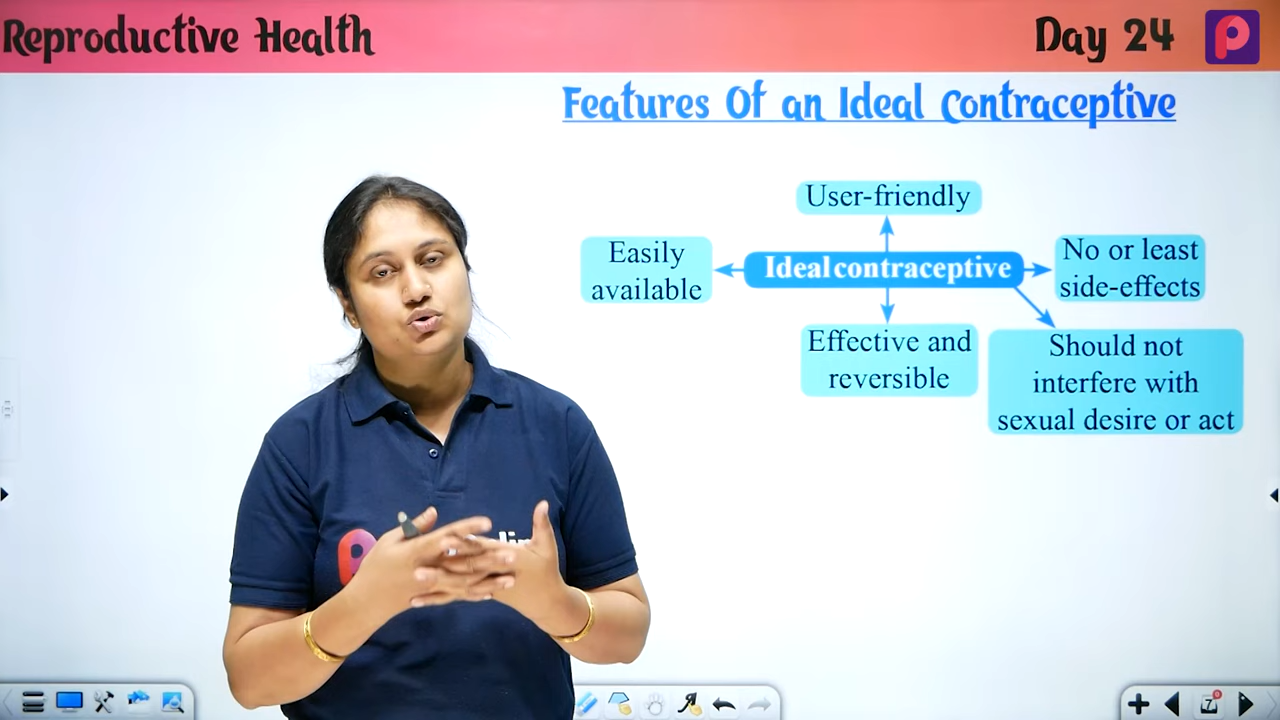 Reproductive Health
Day 24
Features Of an Ideal Contraceptive
User-friendly
Easily
available
Ideal contraceptive
No or least
side-effects
Effective and
reversible
Should not
interfere with
sexual desire or act